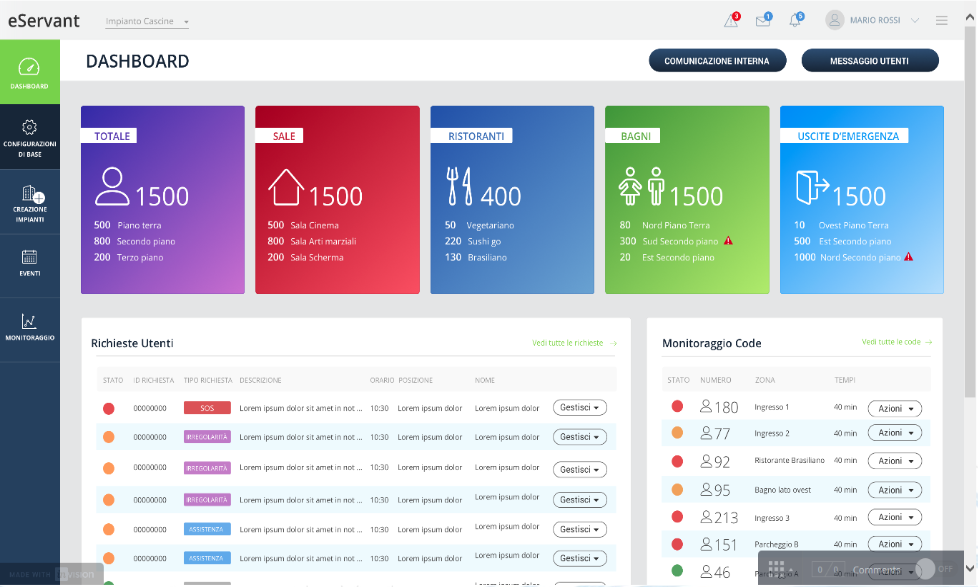 eServant Impianto Cascine 3 1 5 MARIO ROSSI
DASHBOARD
CONFIGURAZIONI
DI BASE
CREAZIONE
IMPIANTI
EVENTI
MONITORAGGIO
DASHBOARD COMUNICAZIONE INTERNA MESSAGGIO UTENTI
TOTALE
1500
500 Piano terra
800 Secondo piano
200 Terzo piano
SALE
1500
500 Sala Cinema
800 Sala Arti marziali
200 Sala Scherma
RISTORANTI
400
50 Vegetariano
220 Sushi go
130 Brasiliano
BAGNI
1500
80 Nord Piano Terra
300 Sud Secondo piano
20 Est Secondo piano
USCITE D'EMERGENZA
1500
10 Ovest Piano Terra
500 Est Secondo piano
1000 Nord Secondo piano
Richieste Utenti Vedi tutte le richieste →
STATO ID RICHIESTA TIPO RICHIESTA DESCRIZIONE ORARIO POSIZIONE NOME
00000000 SOS Lorem ipsum dolor sit amet in not ... 10:30 Lorem ipsum dolor Lorem ipsum dolor Gestisci
00000000 IRREGOLARITÀ Lorem ipsum dolor sit amet in not ... 10:30 Lorem ipsum dolor Lorem ipsum dolor Gestisci
00000000 IRREGOLARITÀ Lorem ipsum dolor sit amet in not ... 10:30 Lorem ipsum dolor Lorem ipsum dolor Gestisci
00000000 IRREGOLARITÀ Lorem ipsum dolor sit amet in not ... 10:30 Lorem ipsum dolor Lorem ipsum dolor Gestisci
00000000 ASSISTENZA Lorem ipsum dolor sit amet in not ... 10:30 Lorem ipsum dolor Lorem ipsum dolor Gestisci
00000000 ASSISTENZA Lorem ipsum dolor sit amet in not ... 10:30 Lorem ipsum dolor Lorem ipsum dolor Gestisci
Monitoraggio Code Vedi tutte le code →
STATO NUMERO ZONA TEMPI
180 Ingresso 1 40 min Azioni
77 Ingresso 2 40 min Azioni
92 Ristorante Brasiliano 40 min Azioni
95 Bagno lato ovest 40 min Azioni
213 Ingresso 3 40 min Azioni
151 Parcheggio B 40 min Azioni
46 Parcheggio A 40 min
MADE WITH invision
0 0 Comments OFF